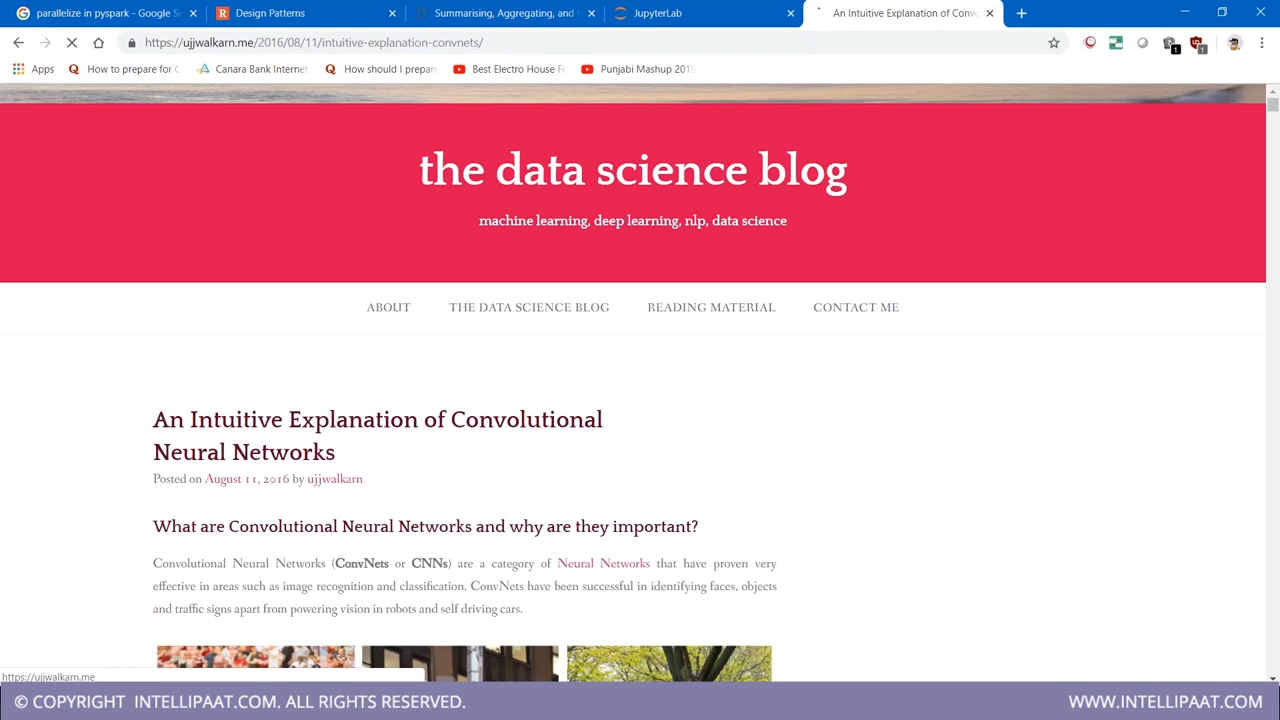 parallelize in pyspark - Google S
Design Patterns
Summarising, Aggregating, and
JupyterLab
An Intuitive Explanation of Conv
https://ujjwalkarn.me/2016/08/11/intuitive-explanation-convnets/
Apps
How to prepare for C
Canara Bank Internet
How should I prepare
Best Electro House Fe
Punjabi Mashup 2019
the data science blog
machine learning, deep learning, nlp, data science
ABOUT
THE DATA SCIENCE BLOG
READING MATERIAL
CONTACT ME
An Intuitive Explanation of Convolutional
Neural Networks
Posted on August 11, 2016 by ujjwalkarn
What are Convolutional Neural Networks and why are they important?
Convolutional Neural Networks (ConvNets or CNNs) are a category of Neural Networks that have proven very
effective in areas such as image recognition and classification. ConvNets have been successful in identifying faces, objects
and traffic signs apart from powering vision in robots and self driving cars.
https://ujjwalkarn.me
© COPYRIGHT INTELLIPAAT.COM. ALL RIGHTS RESERVED.
WWW.INTELLIPAAT.COM